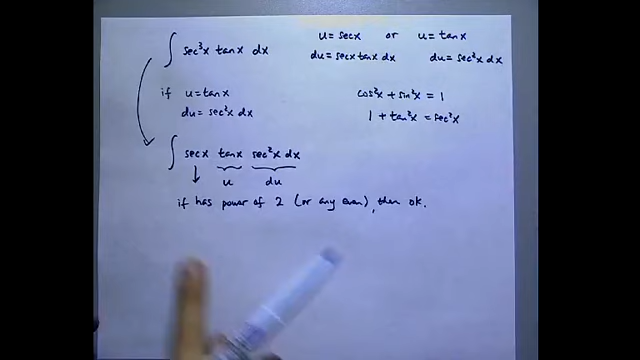 ∫ sec³x tanx dx u = secx or u = tanx
du = secx tanx dx du = sec²x dx
if u = tanx cos²x + sin²x = 1
du = sec²x dx 1 + tan²x = sec²x
∫ secx tanx sec²x dx
u du
if has power of 2 (or any even), then ok.